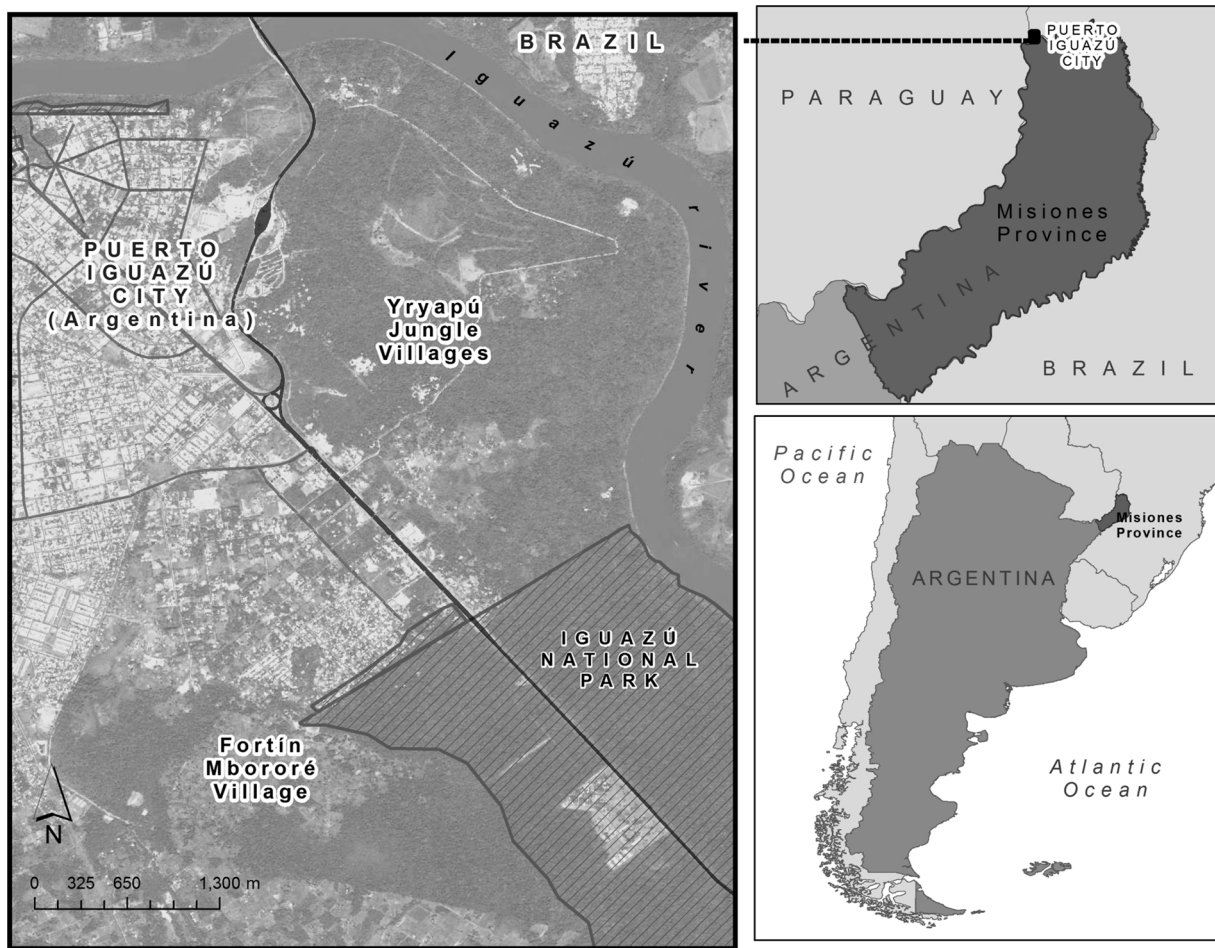 BRAZIL
Iguazú river
PUERTO
IGUAZÚ
CITY
(Argentina)
Yryapú
Jungle
Villages
IGUAZÚ
NATIONAL
PARK
Fortín
Mbororé
Village
N
0 325 650 1,300 m
PUERTO
IGUAZÚ
CITY
PARAGUAY
Misiones
Province
ARGENTINA
BRAZIL
Pacific
Ocean
Misiones
Province
ARGENTINA
Atlantic
Ocean